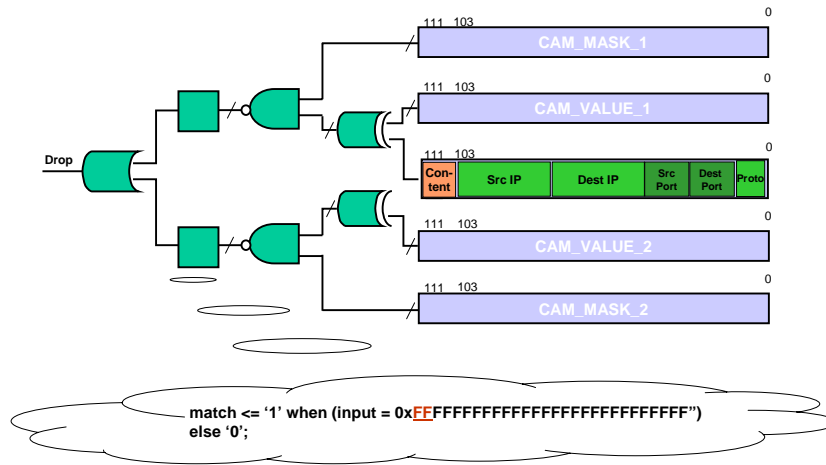 111 103 0
CAM_MASK_1
111 103 0
CAM_VALUE_1
Drop
111 103 0
Con-
tent
Src IP
Dest IP
Src
Port
Dest
Port
Proto
111 103 0
CAM_VALUE_2
111 103 0
CAM_MASK_2
match <= ‘1’ when (input = 0xFFFFFFFFFFFFFFFFFFFFFFFFFFFF”)
else ‘0’;